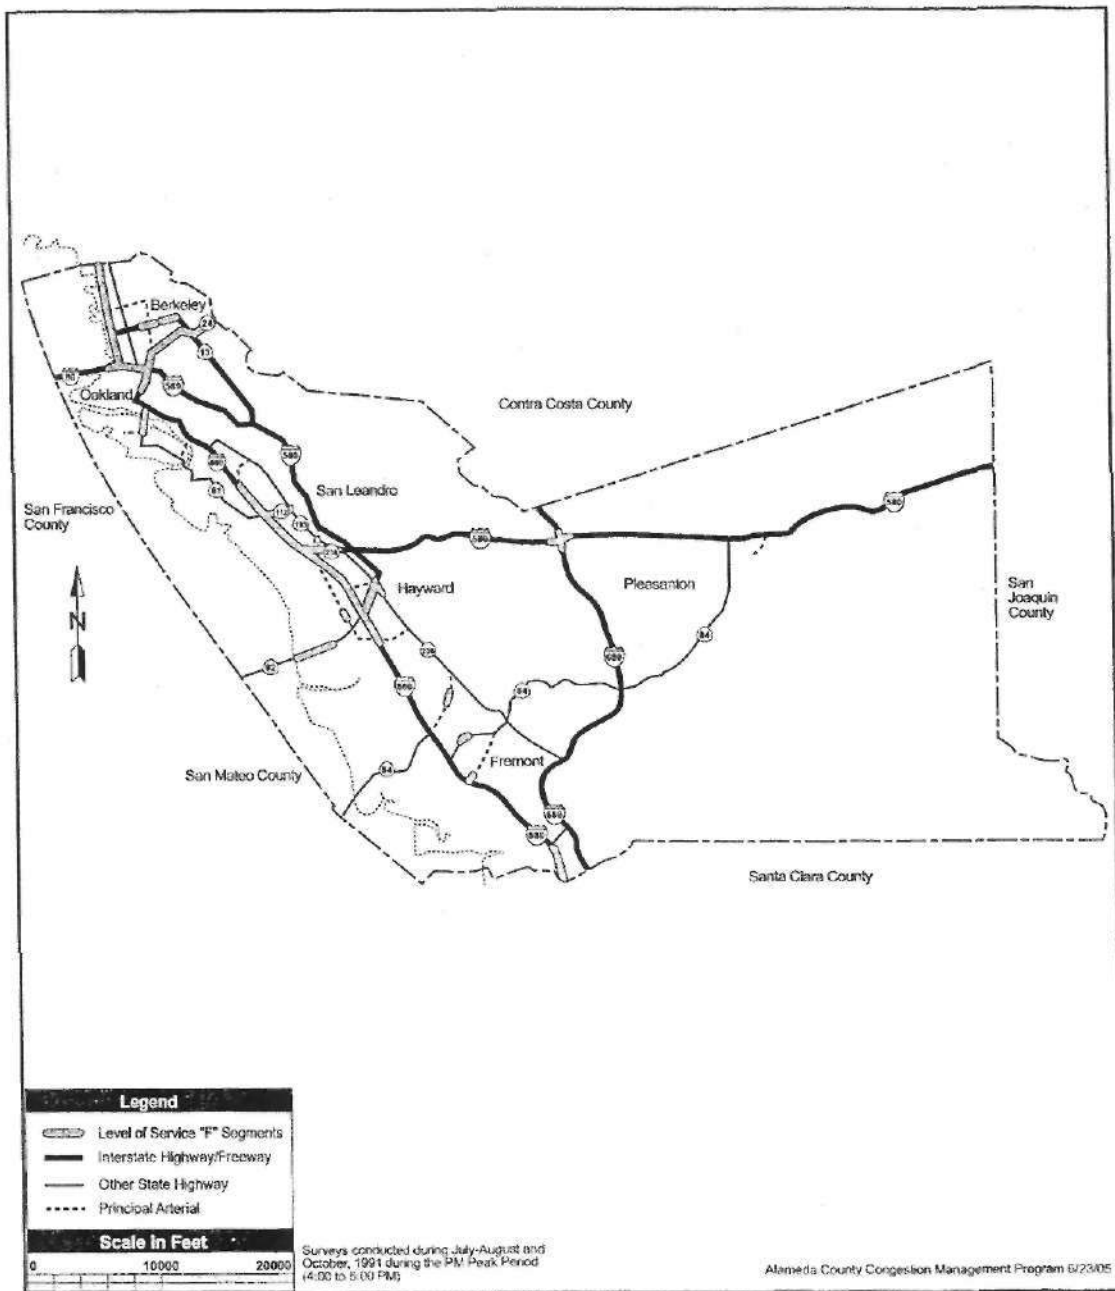 Berkeley
24
13
80
580
Oakland
Contra Costa County
580
880
San Leandro
61
San Francisco
County
112
185
580
580
238
Hayward
Pleasanton
San
Joaquin
County
N
84
238
92
680
880
84
San Mateo County
84
Fremont
680
880
Santa Clara County
Legend
Level of Service "F" Segments
Interstate Highway/Freeway
Other State Highway
Principal Arterial
Scale in Feet
0 10000 20000
Surveys conducted during July-August and
October, 1991 during the PM Peak Period
(4:00 to 6:00 PM)
Alameda County Congestion Management Program 6/23/05